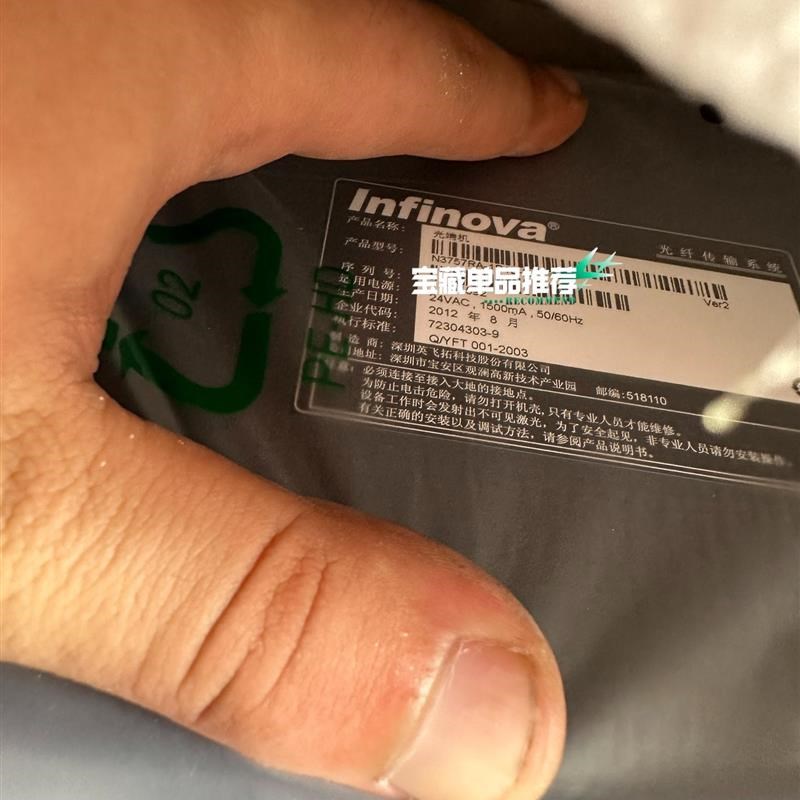 Infinova®
光纤传输系统
产品名称： 光端机
产品型号： N3757RA-
Ver2
序列号：
宝藏单品推荐
RECOMMEND
定用电源： 24VAC , 1500mA , 50/60Hz
生产日期： 2012 年 8 月
企业代码： 72304303-9
执行标准： Q/YFT 001-2003
制造商：深圳英飞拓科技股份有限公司
地址：深圳市宝安区观澜高新技术产业园 邮编:518110
必须连接至接入大地的接地点。
为防止电击危险，请勿打开机壳,只有专业人员才能维修。
设备工作时会发射出不可见激光，为了安全起见，非专业人员请勿安装操作。
有关正确的安装以及调试方法，请参阅产品说明书。
02
PE-HD